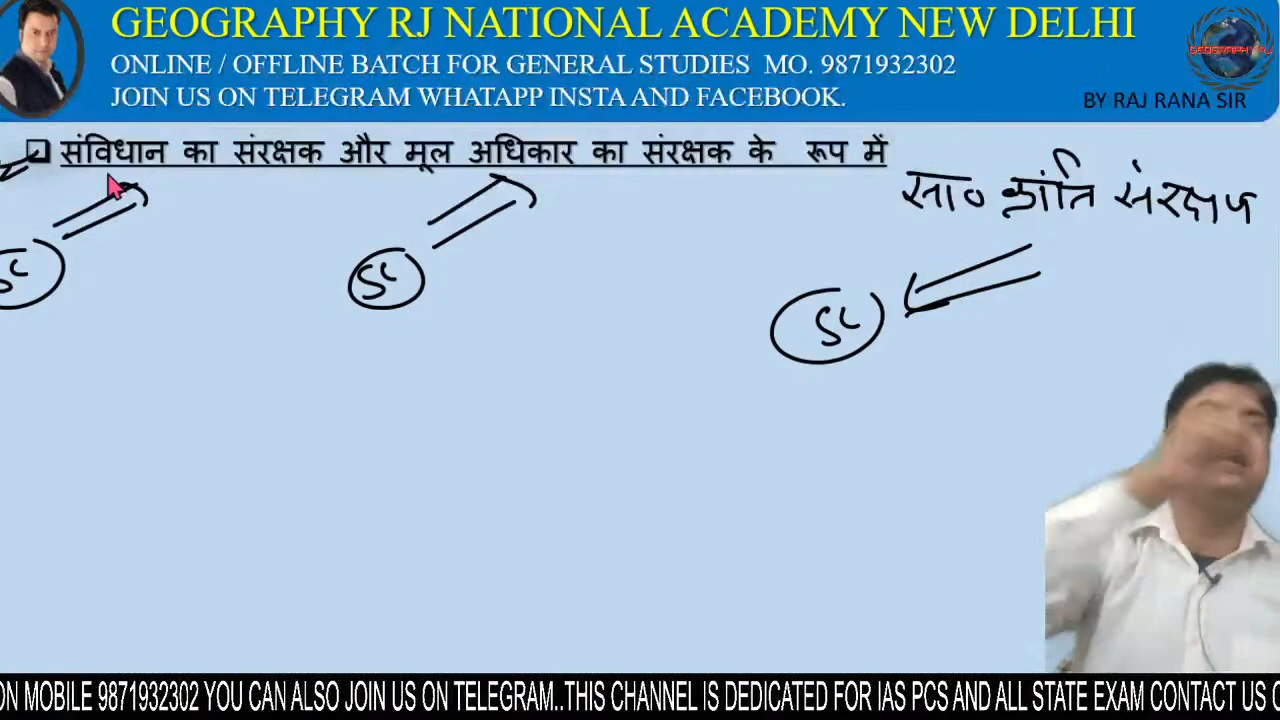 GEOGRAPHY RJ NATIONAL ACADEMY NEW DELHI
ONLINE / OFFLINE BATCH FOR GENERAL STUDIES MO. 9871932302
JOIN US ON TELEGRAM WHATAPP INSTA AND FACEBOOK.
GEOGRAPHY RJ
BY RAJ RANA SIR
संविधान का संरक्षक और मूल अधिकार का संरक्षक के रूप में
सा० क्रांति संरक्षण
SC
SC
SC
ON MOBILE 9871932302 YOU CAN ALSO JOIN US ON TELEGRAM..THIS CHANNEL IS DEDICATED FOR IAS PCS AND ALL STATE EXAM CONTACT US